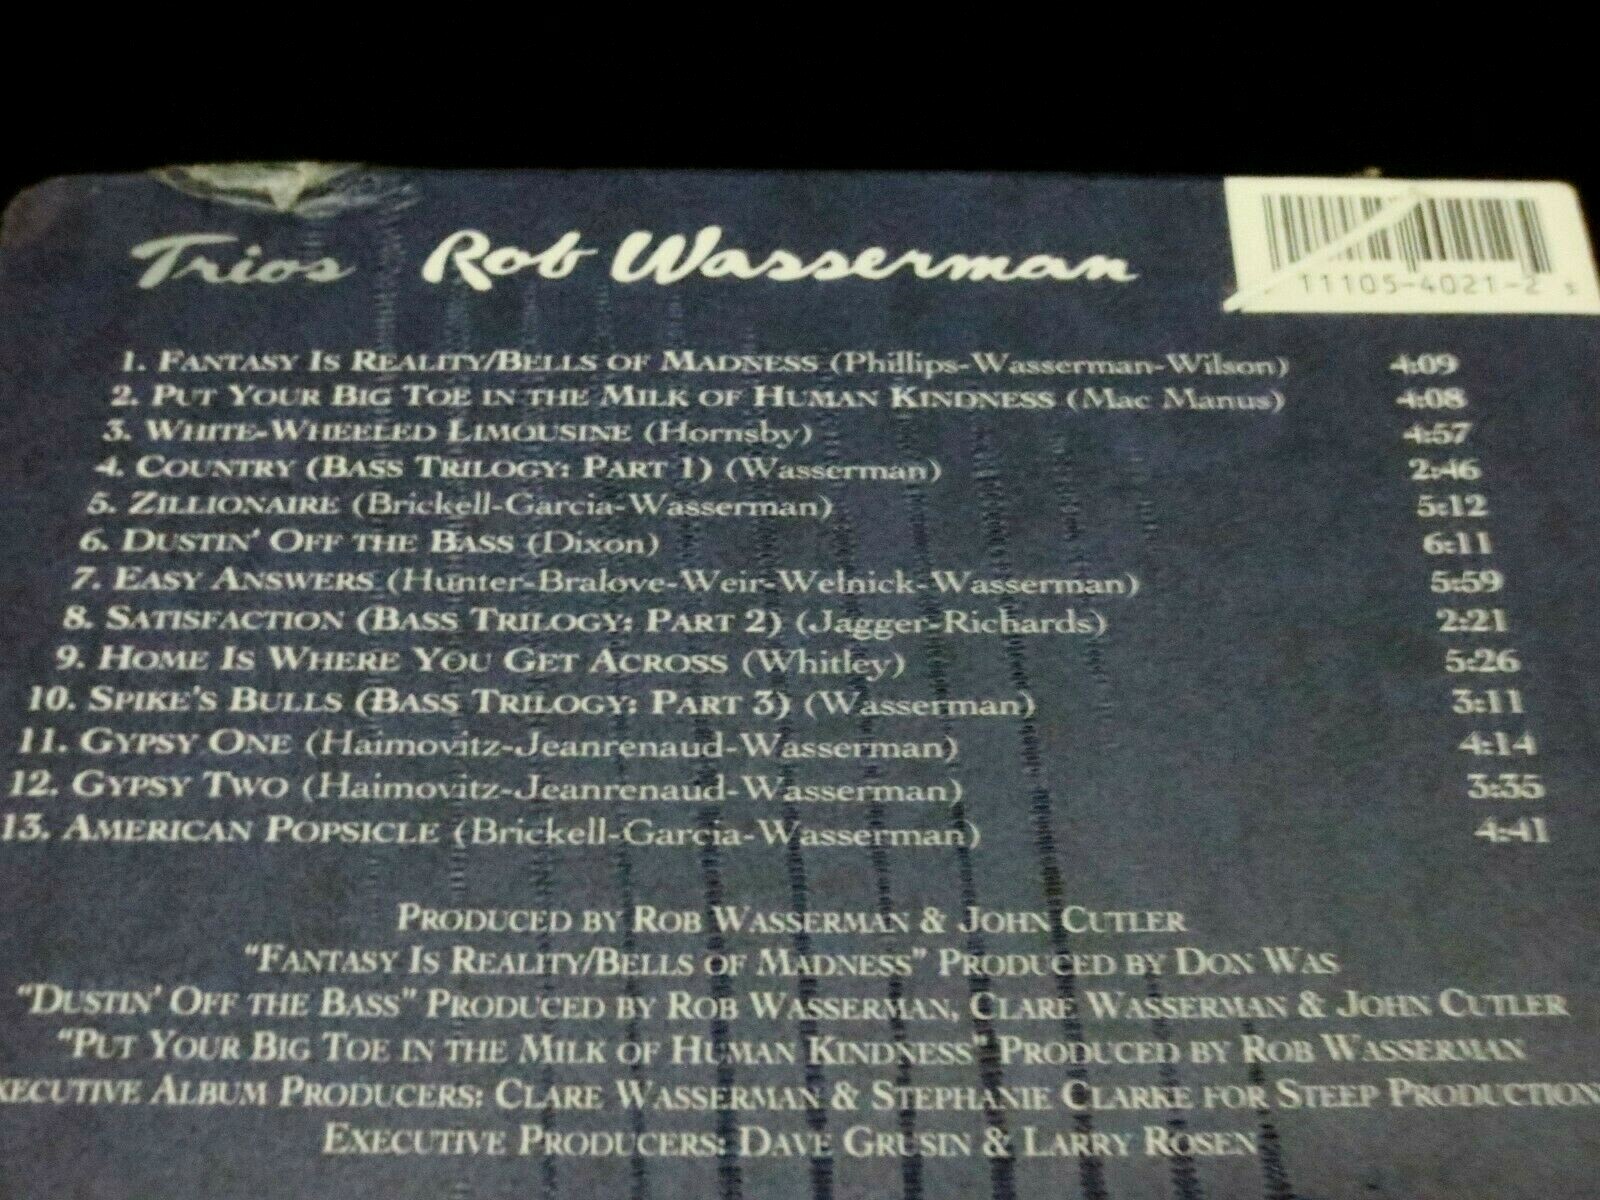 Trios Rob Wasserman
11105-4021-2 5
1. FANTASY IS REALITY/BELLS OF MADNESS (Phillips-Wasserman-Wilson) 4:09
2. PUT YOUR BIG TOE IN THE MILK OF HUMAN KINDNESS (Mac Manus) 4:08
3. WHITE-WHEELED LIMOUSINE (Hornsby) 4:57
4. COUNTRY (BASS TRILOGY: PART 1) (Wasserman) 2:46
5. ZILLIONAIRE (Brickell-Garcia-Wasserman) 5:12
6. DUSTIN' OFF THE BASS (Dixon) 6:11
7. EASY ANSWERS (Hunter-Bralove-Weir-Welnick-Wasserman) 5:59
8. SATISFACTION (BASS TRILOGY: PART 2) (Jagger-Richards) 2:21
9. HOME IS WHERE YOU GET ACROSS (Whitley) 5:26
10. SPIKE'S BULLS (BASS TRILOGY: PART 3) (Wasserman) 3:11
11. GYPSY ONE (Haimovitz-Jeanrenaud-Wasserman) 4:14
12. GYPSY TWO (Haimovitz-Jeanrenaud-Wasserman) 3:35
13. AMERICAN POPSICLE (Brickell-Garcia-Wasserman) 4:41
PRODUCED BY ROB WASSERMAN & JOHN CUTLER
"FANTASY IS REALITY/BELLS OF MADNESS" PRODUCED BY DON WAS
"DUSTIN' OFF THE BASS" PRODUCED BY ROB WASSERMAN, CLARE WASSERMAN & JOHN CUTLER
"PUT YOUR BIG TOE IN THE MILK OF HUMAN KINDNESS" PRODUCED BY ROB WASSERMAN
XECUTIVE ALBUM PRODUCERS: CLARE WASSERMAN & STEPHANIE CLARKE FOR STEEP PRODUCTION
EXECUTIVE PRODUCERS: DAVE GRUSIN & LARRY ROSEN